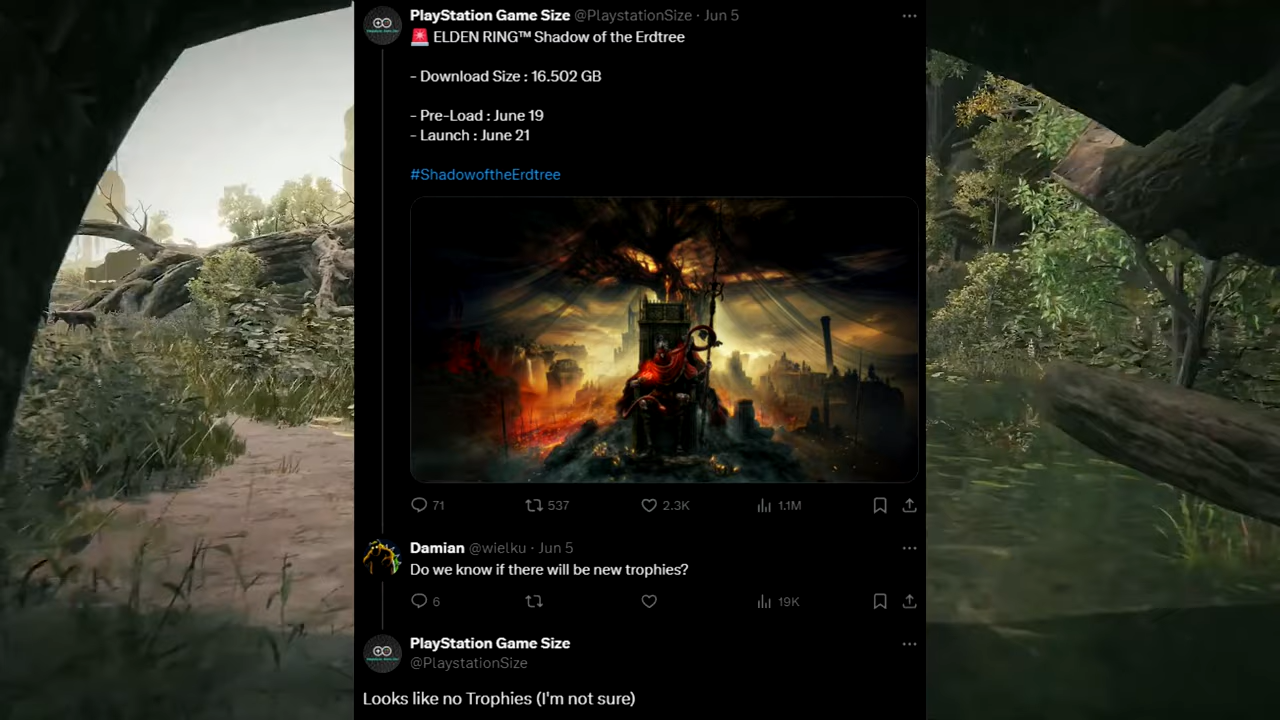 PlayStation Game Size @PlaystationSize · Jun 5
🚨 ELDEN RING™ Shadow of the Erdtree
- Download Size : 16.502 GB
- Pre-Load : June 19
- Launch : June 21
#ShadowoftheErdtree
71 537 2.3K 1.1M
Damian @wielku · Jun 5
Do we know if there will be new trophies?
6 19K
PlayStation Game Size
@PlaystationSize
Looks like no Trophies (I'm not sure)